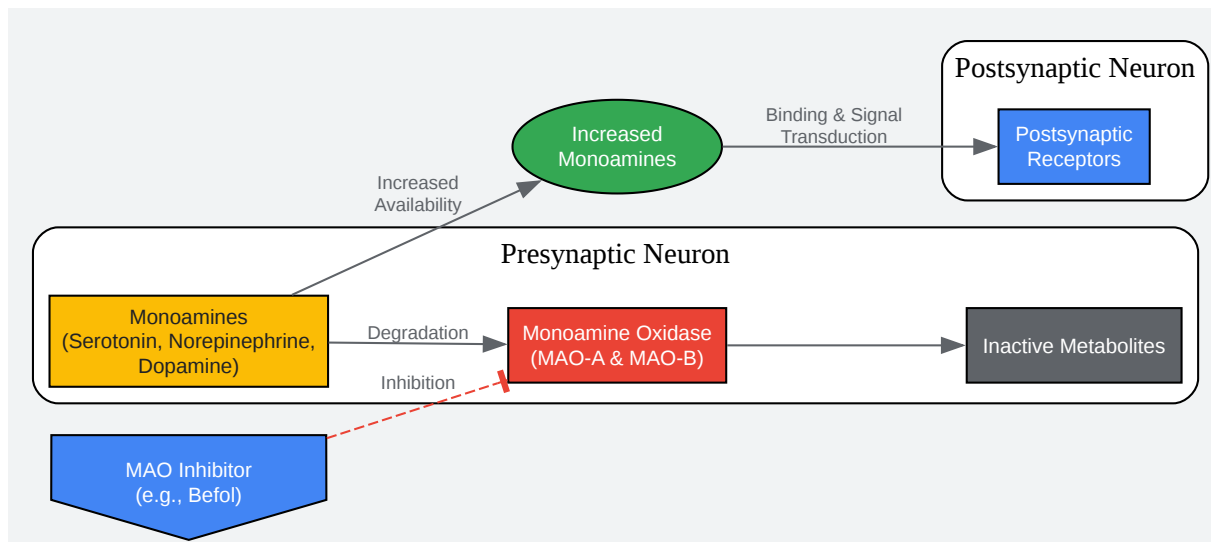 Postsynaptic Neuron
Increased
Monoamines
Binding & Signal
Transduction
Postsynaptic
Receptors
Increased
Availability
Presynaptic Neuron
Monoamines
(Serotonin, Norepinephrine,
Dopamine)
Degradation
Monoamine Oxidase
(MAO-A & MAO-B)
Inactive Metabolites
Inhibition
MAO Inhibitor
(e.g., Befol)